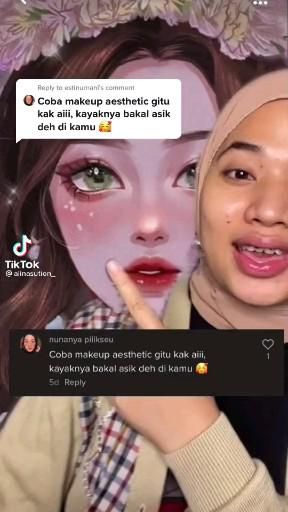 Reply to estinurnani's comment
Coba makeup aesthetic gitu
kak aiii, kayaknya bakal asik
deh di kamu 🥰
TikTok
@aiinasution_
nunanya pilikseu
Coba makeup aesthetic gitu kak aiii,
kayaknya bakal asik deh di kamu 🥰
5d Reply
1